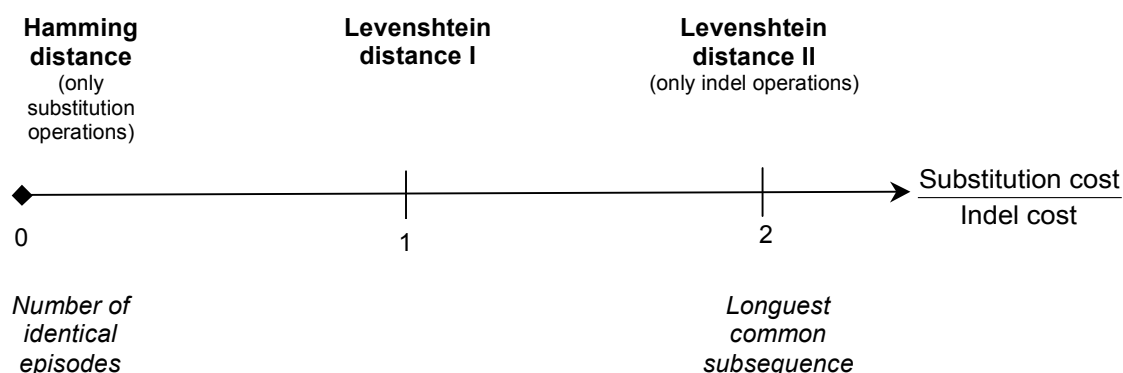 Hamming
distance
(only
substitution
operations)
Levenshtein
distance I
Levenshtein
distance II
(only indel operations)
Substitution cost
Indel cost
0
1
2
Number of
identical
episodes
Longuest
common
subsequence